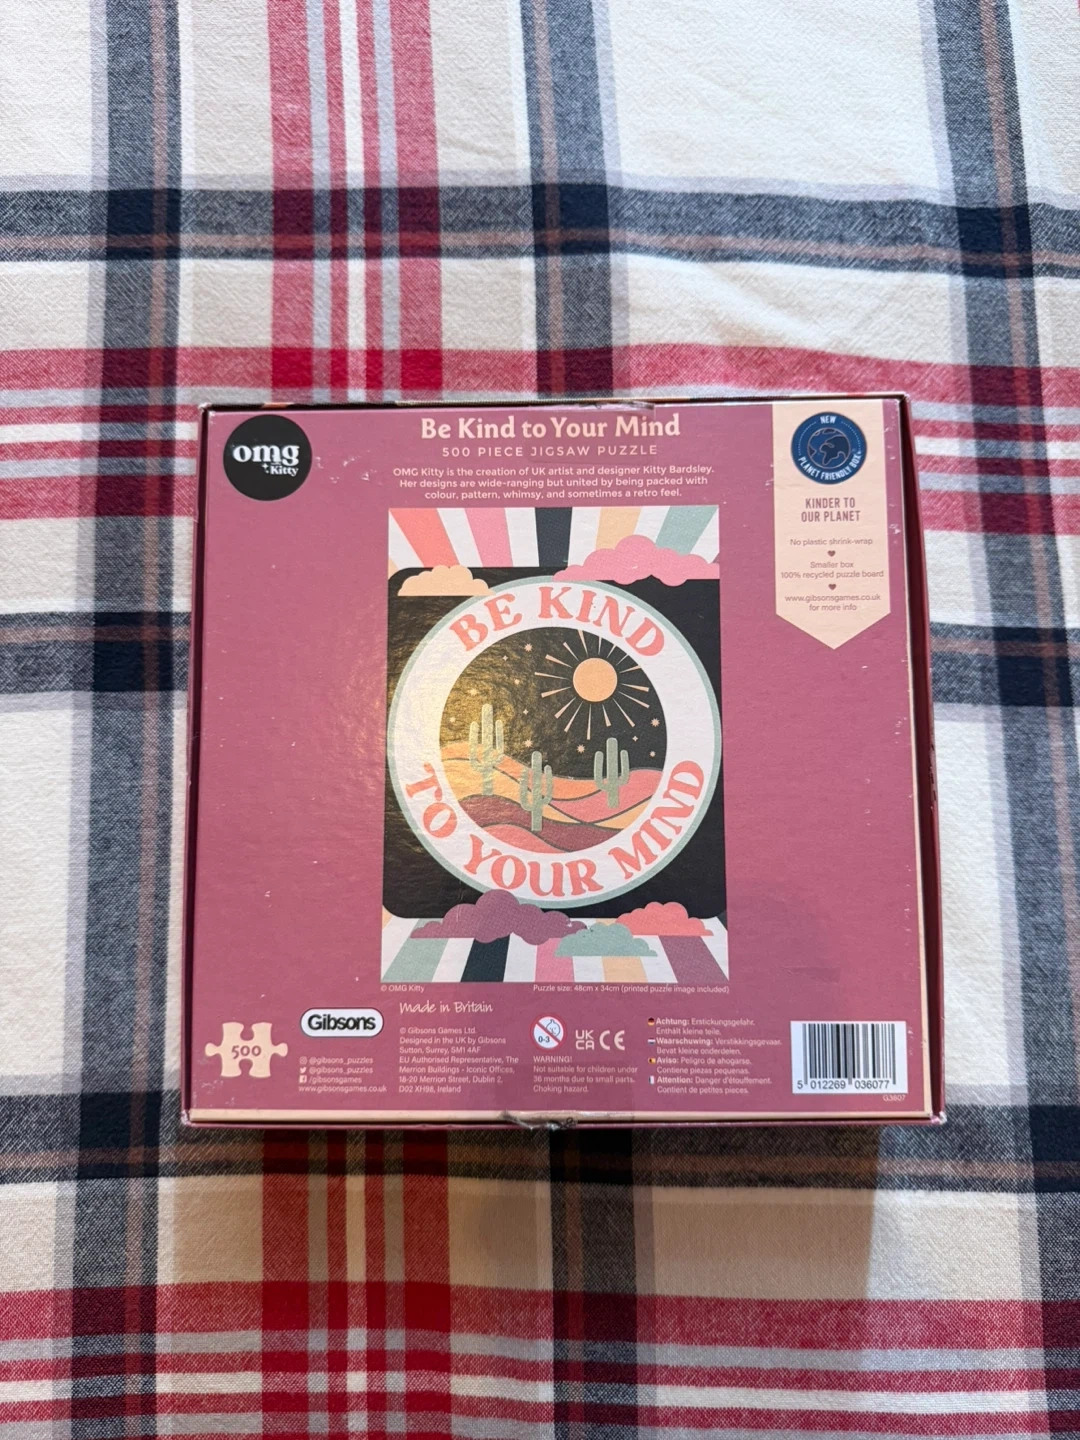 omg
Kitty
Be Kind to Your Mind
500 PIECE JIGSAW PUZZLE
OMG Kitty is the creation of UK artist and designer Kitty Bardsley.
Her designs are wide-ranging but united by being packed with
colour, pattern, whimsy, and sometimes a retro feel.
NEW
PLANET FRIENDLY BOX
KINDER TO
OUR PLANET
No plastic shrink-wrap
Smaller box
100% recycled puzzle board
www.gibsonsgames.co.uk
for more info
BE KIND
TO YOUR MIND
© OMG Kitty
Puzzle size: 48cm x 34cm (printed puzzle image included)
500
Gibsons
@gibsons_puzzles
@gibsons_puzzles
/gibsonsgames
www.gibsonsgames.co.uk
Made in Britain
© Gibsons Games Ltd.
Designed in the UK by Gibsons
Sutton, Surrey, SM1 4AF
EU Authorised Representative, The
Merrion Buildings - Iconic Offices,
18-20 Merrion Street, Dublin 2,
D02 XH98, Ireland
0-3
UK
CA
CE
WARNING!
Not suitable for children under
36 months due to small parts.
Choking hazard.
Achtung: Erstickungsgefahr.
Enthält kleine teile.
Waarschuwing: Verstikkingsgevaar.
Bevat kleine onderdelen.
Aviso: Peligro de ahogarse.
Contiene piezas pequenas.
Attention: Danger d'étouffement.
Contient de petites pieces.
5 012269 036077
G3607